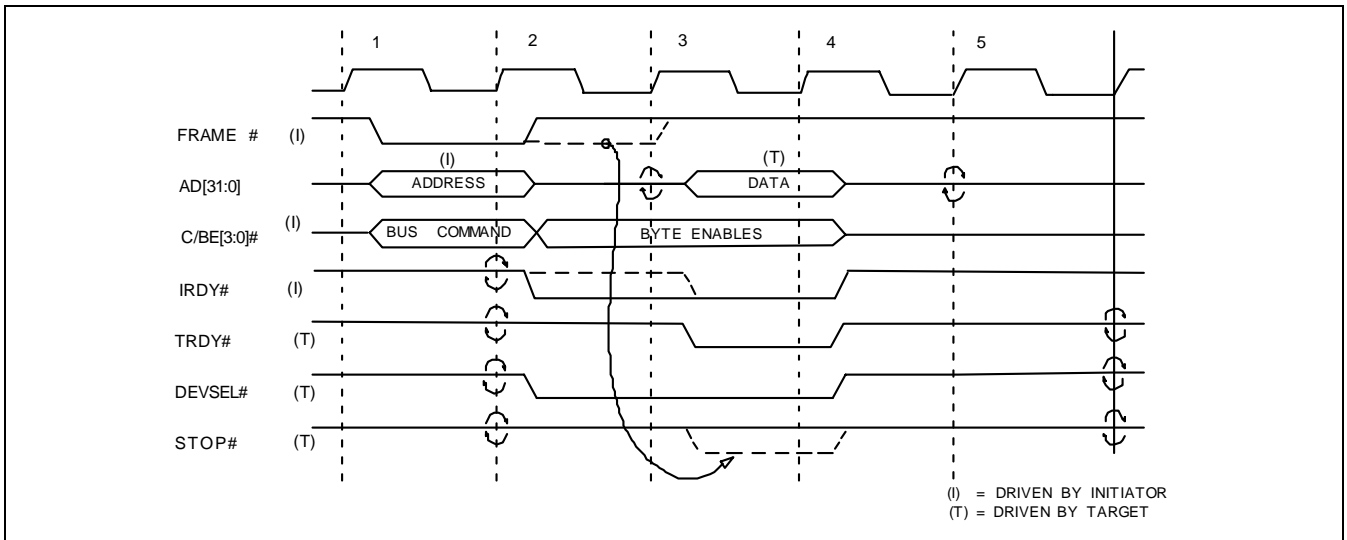 1 2 3 4 5
FRAME # (I)
(I) (T)
AD[31:0] ADDRESS DATA
C/BE[3:0]# (I) BUS COMMAND BYTE ENABLES
IRDY# (I)
TRDY# (T)
DEVSEL# (T)
STOP# (T)
(I) = DRIVEN BY INITIATOR
(T) = DRIVEN BY TARGET